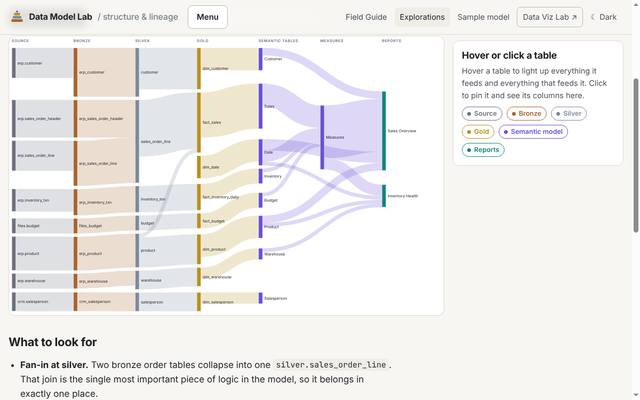 Data Model Lab / structure & lineage Menu Field Guide Explorations Sample model Data Viz Lab ↗ ☾ Dark
SOURCE BRONZE SILVER GOLD SEMANTIC TABLES MEASURES REPORTS
erp.customer erp_customer customer dim_customer Customer
erp.sales_order_header erp_sales_order_header sales_order_line fact_sales Sales
Measures Sales Overview
erp.sales_order_line erp_sales_order_line dim_date Date
Inventory
erp.inventory_txn erp_inventory_txn inventory_txn fact_inventory_daily Budget Inventory Health
files.budget files_budget budget fact_budget Product
erp.product erp_product product dim_product Warehouse
erp.warehouse erp_warehouse warehouse dim_warehouse
crm.salesperson crm_salesperson salesperson dim_salesperson Salesperson
Hover or click a table
Hover a table to light up everything it
feeds and everything that feeds it. Click
to pin it and see its columns here.
Source Bronze Silver
Gold Semantic model
Reports
What to look for
• Fan-in at silver. Two bronze order tables collapse into one silver.sales_order_line .
That join is the single most important piece of logic in the model, so it belongs in
exactly one place.